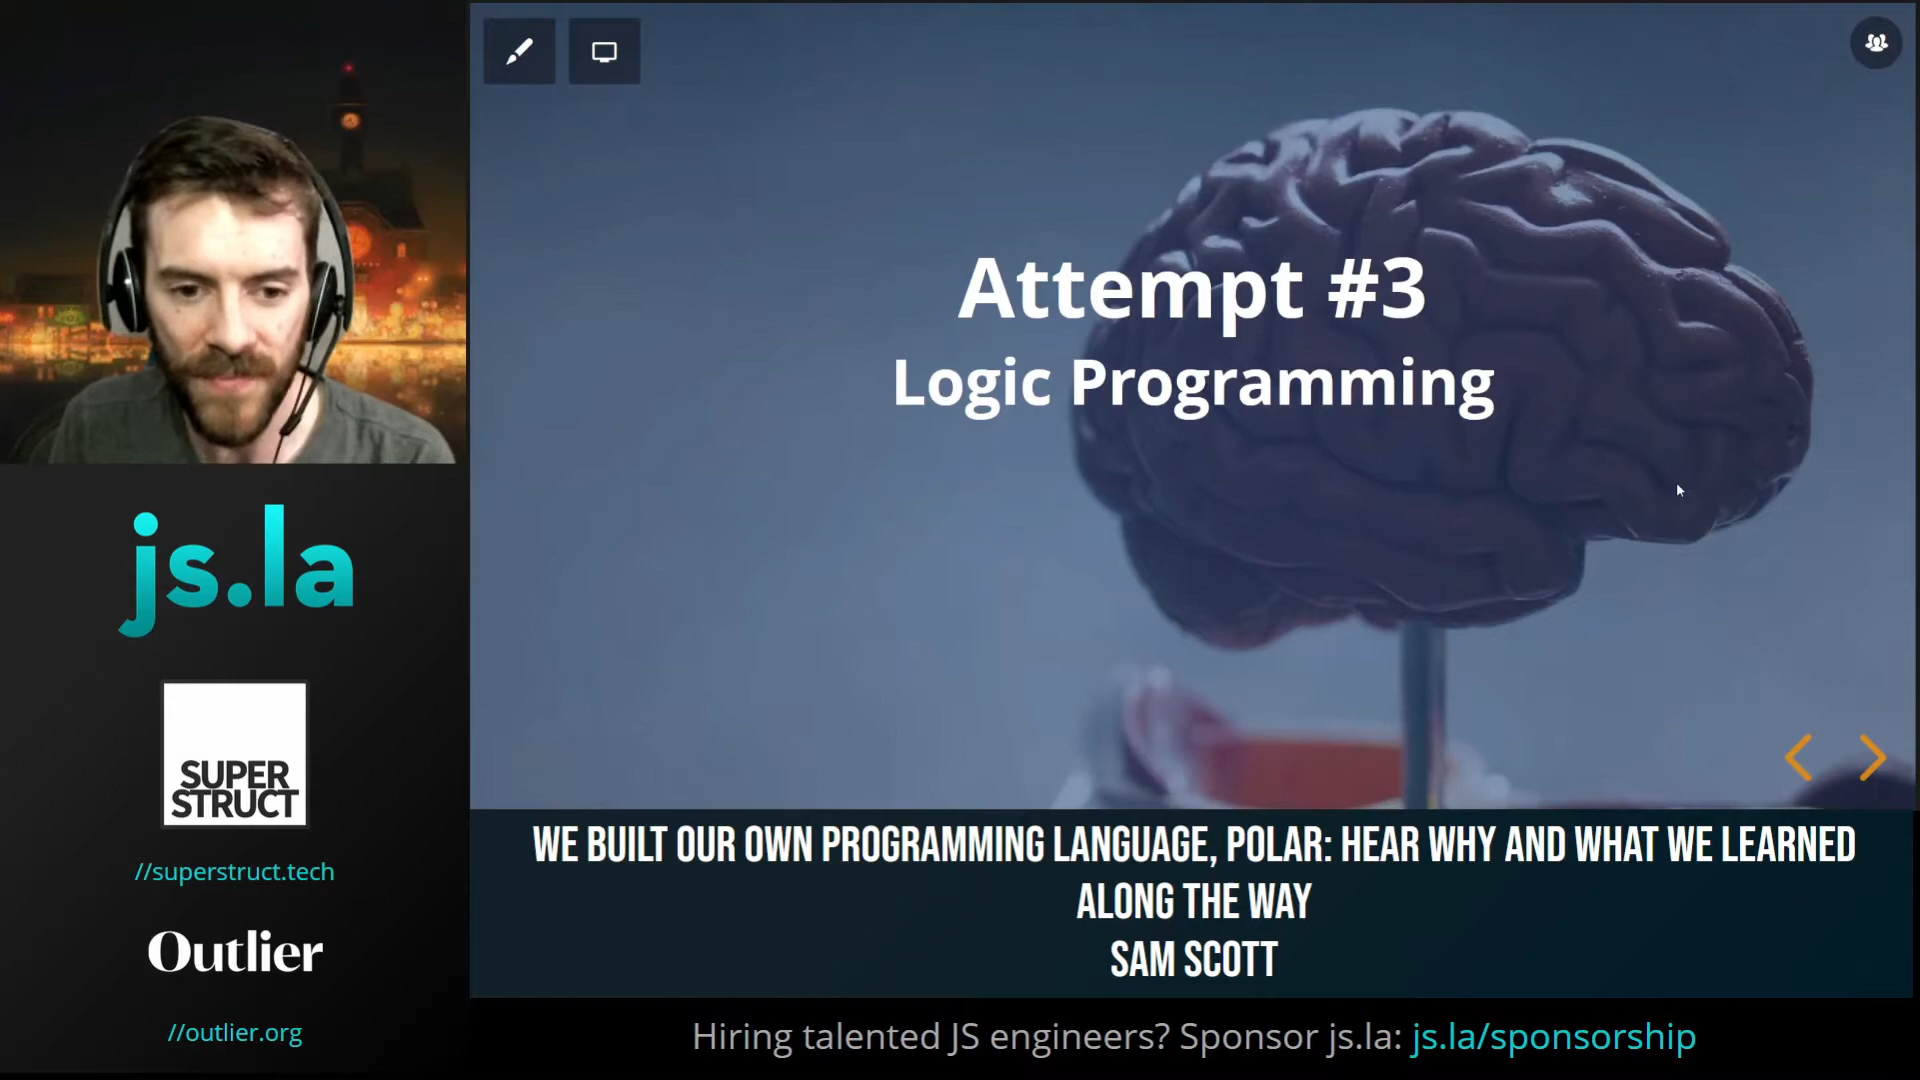 Attempt #3
Logic Programming
js.la
SUPER
STRUCT
//superstruct.tech
Outlier
//outlier.org
WE BUILT OUR OWN PROGRAMMING LANGUAGE, POLAR: HEAR WHY AND WHAT WE LEARNED
ALONG THE WAY
SAM SCOTT
Hiring talented JS engineers? Sponsor js.la: js.la/sponsorship